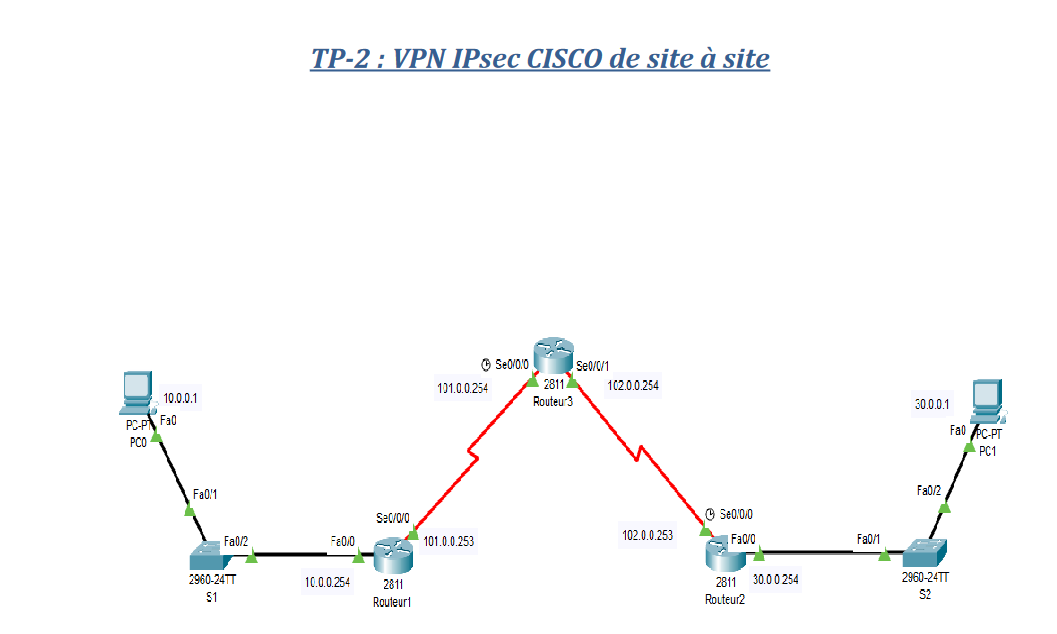 TP-2 : VPN IPsec CISCO de site à site
Se0/0/0
Se0/0/1
101.0.0.254
2811
102.0.0.254
Routeur3
10.0.0.1
Fa0
PC-PT
PC0
30.0.0.1
Fa0
PC-PT
PC1
Fa0/1
Fa0/2
Se0/0/0
101.0.0.253
Se0/0/0
102.0.0.253
Fa0/2
Fa0/0
Fa0/0
Fa0/1
2960-24TT
S1
10.0.0.254
2811
Routeur1
2811
Routeur2
30.0.0.254
2960-24TT
S2